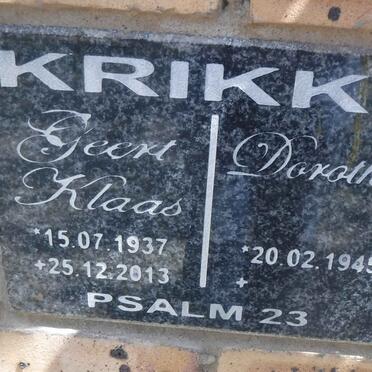 KRIKK
Geert
Klaas
*15.07.1937
+25.12.2013
Doroth
*20.02.1945
+
PSALM 23